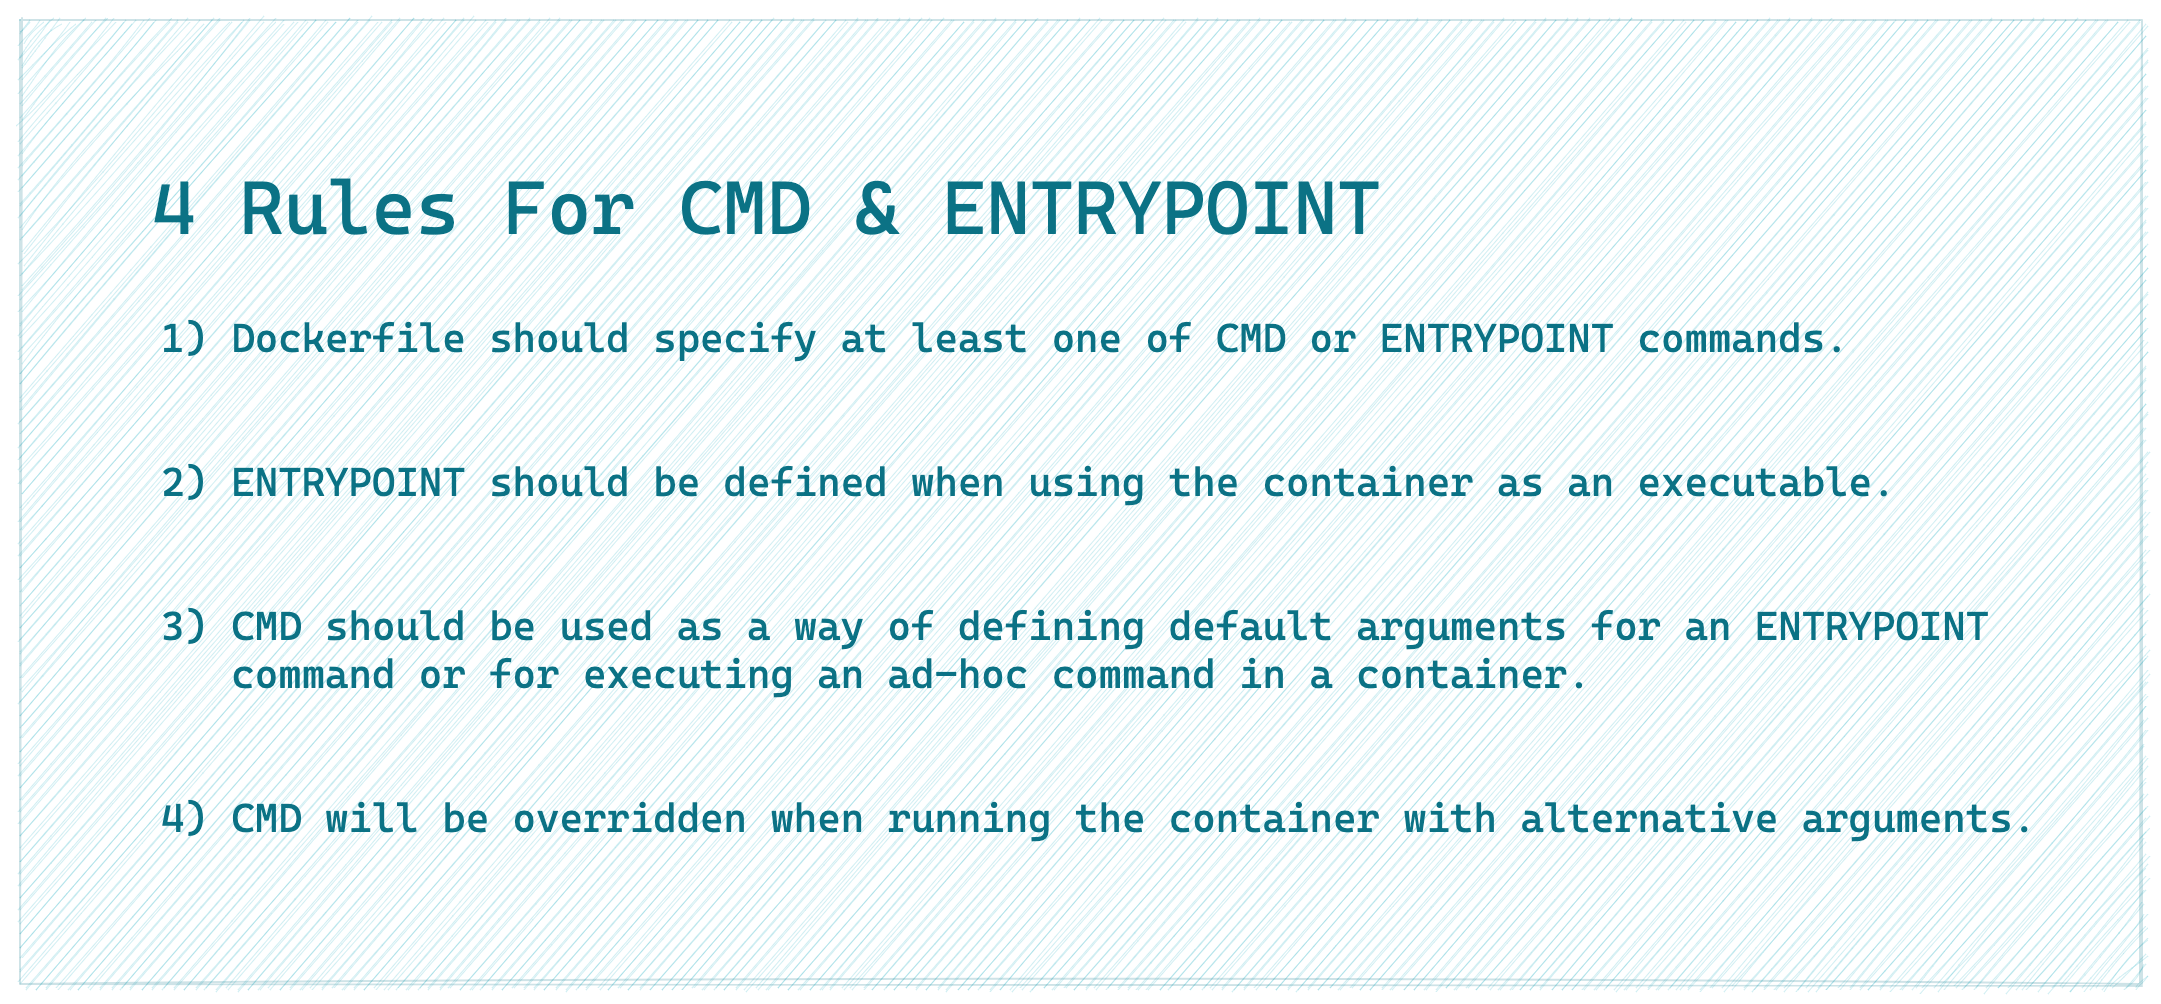 4 Rules For CMD & ENTRYPOINT
1) Dockerfile should specify at least one of CMD or ENTRYPOINT commands.
2) ENTRYPOINT should be defined when using the container as an executable.
3) CMD should be used as a way of defining default arguments for an ENTRYPOINT
command or for executing an ad-hoc command in a container.
4) CMD will be overridden when running the container with alternative arguments.